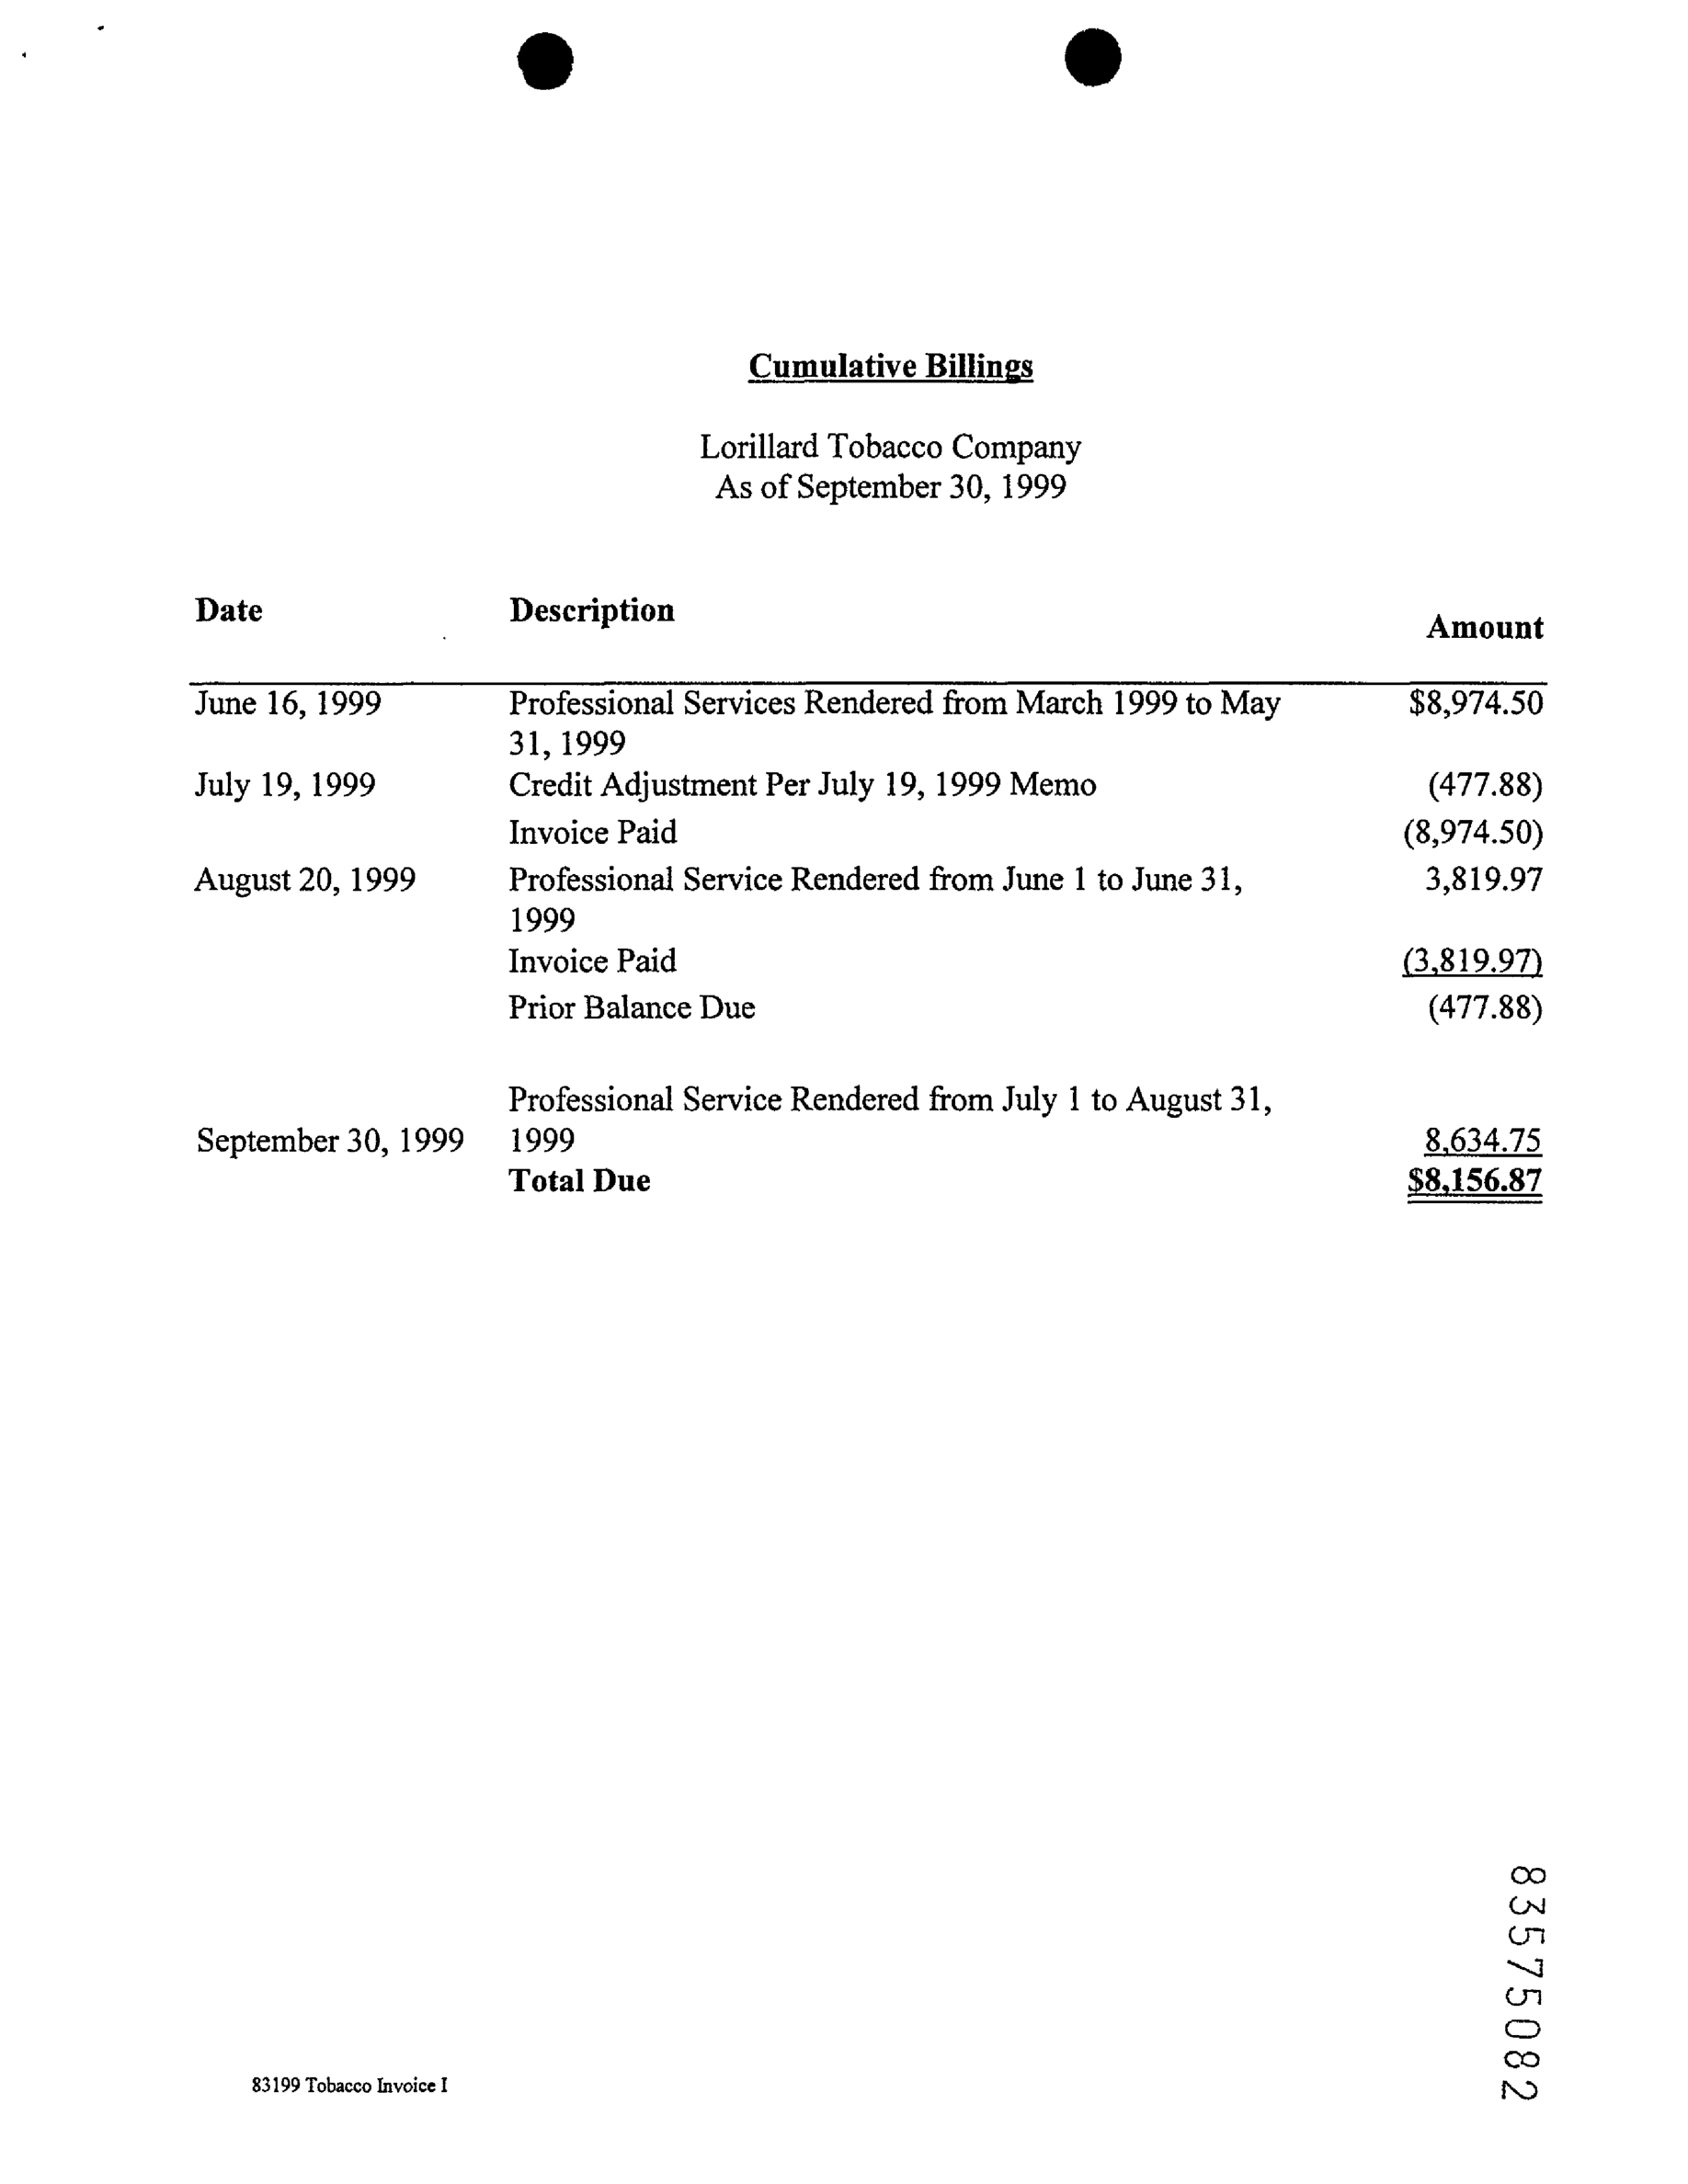 Cumulative Billings
Lorillard Tobacco Company
As of September 30, 1999
Date Description Amount
June 16, 1999 Professional Services Rendered from March 1999 to May $8,974.50
31, 1999
July 19, 1999 Credit Adjustment Per July 19, 1999 Memo (477.88)
Invoice Paid (8,974.50)
August 20, 1999 Professional Service Rendered from June 1 to June 31, 3,819.97
1999
Invoice Paid (3,819.97)
Prior Balance Due (477.88)
Professional Service Rendered from July 1 to August 31,
September 30, 1999 1999 8,634.75
Total Due $8,156.87
83575082
83199 Tobacco Invoice I